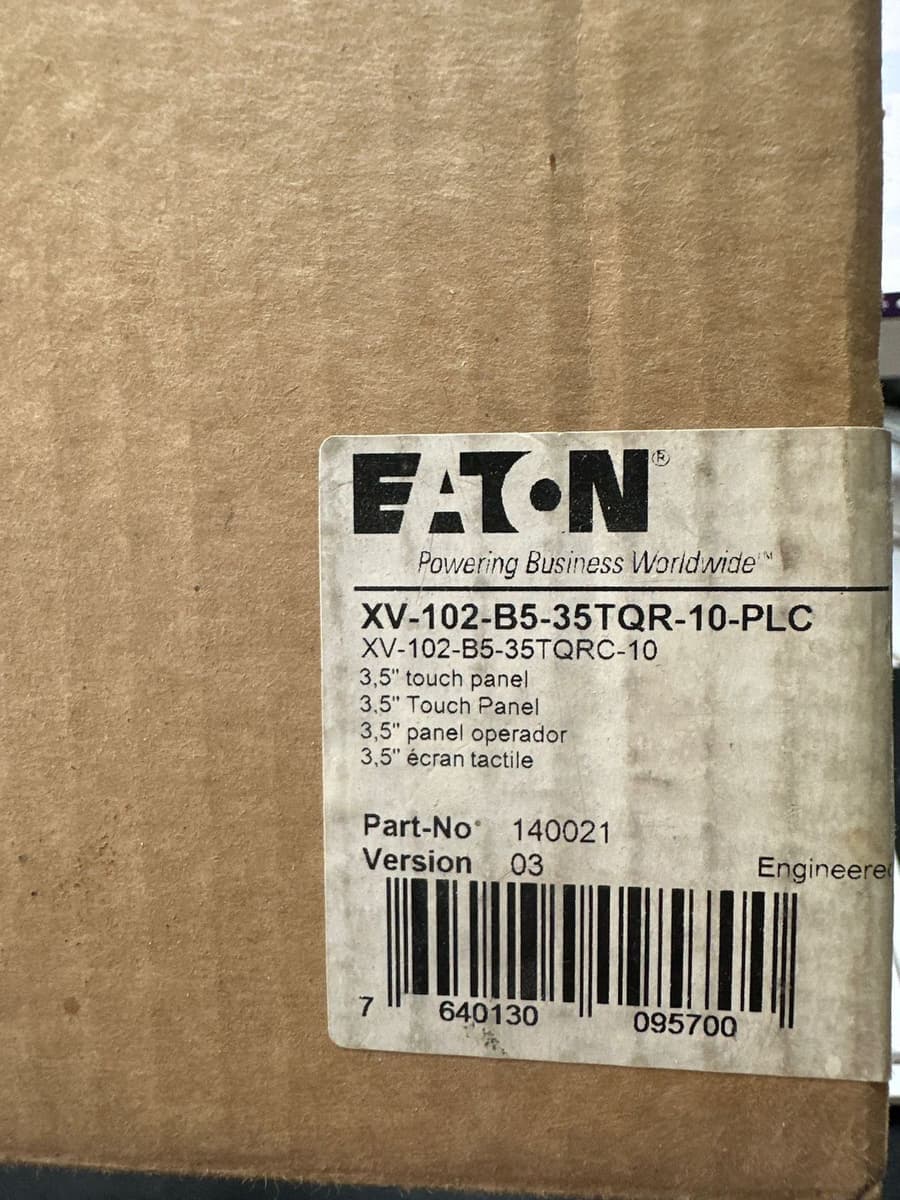 EATON®
Powering Business Worldwide™
XV-102-B5-35TQR-10-PLC
XV-102-B5-35TQRC-10
3,5" touch panel
3,5" Touch Panel
3,5" panel operador
3,5" écran tactile
Part-No 140021
Version 03
Engineered
7 640130 095700